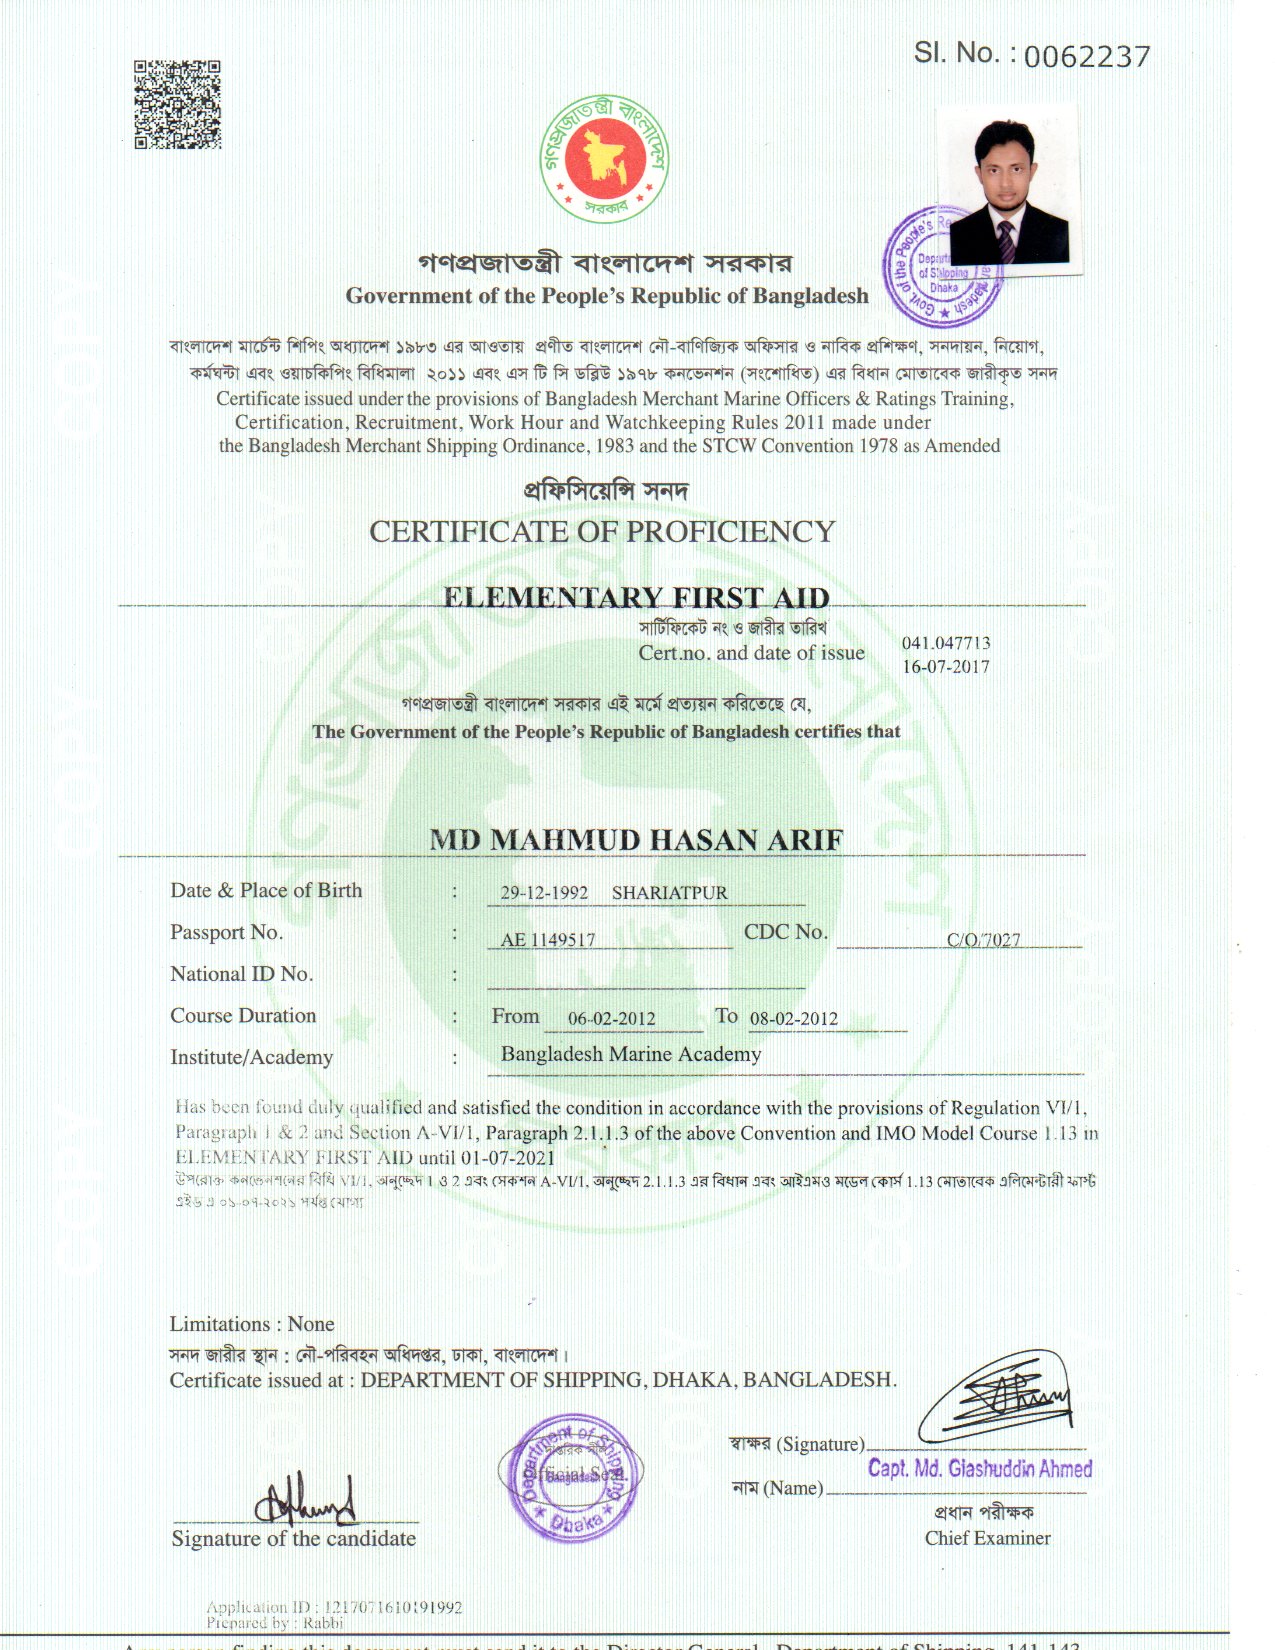 Sl. No. : 0062237
গণপ্রজাতন্ত্রী বাংলাদেশ
সরকার
Govt. of the People's Re
Department of Shipping Dhaka
গণপ্রজাতন্ত্রী বাংলাদেশ সরকার
Government of the People's Republic of Bangladesh
বাংলাদেশ মার্চেন্ট শিপিং অধ্যাদেশ ১৯৮৩ এর আওতায় প্রণীত বাংলাদেশ নৌ-বাণিজ্যিক অফিসার ও নাবিক প্রশিক্ষণ, সনদায়ন, নিয়োগ,
কর্মঘন্টা এবং ওয়াচকিপিং বিধিমালা ২০১১ এবং এস টি সি ডব্লিউ ১৯৭৮ কনভেনশন (সংশোধিত) এর বিধান মোতাবেক জারীকৃত সনদ
Certificate issued under the provisions of Bangladesh Merchant Marine Officers & Ratings Training,
Certification, Recruitment, Work Hour and Watchkeeping Rules 2011 made under
the Bangladesh Merchant Shipping Ordinance, 1983 and the STCW Convention 1978 as Amended
প্রফিসিয়েন্সি সনদ
CERTIFICATE OF PROFICIENCY
ELEMENTARY FIRST AID
সার্টিফিকেট নং ও জারীর তারিখ
Cert.no. and date of issue 041.047713
16-07-2017
গণপ্রজাতন্ত্রী বাংলাদেশ সরকার এই মর্মে প্রত্যয়ন করিতেছে যে,
The Government of the People's Republic of Bangladesh certifies that
MD MAHMUD HASAN ARIF
Date & Place of Birth : 29-12-1992 SHARIATPUR
Passport No. : AE 1149517 CDC No. C/O/7027
National ID No. :
Course Duration : From 06-02-2012 To 08-02-2012
Institute/Academy : Bangladesh Marine Academy
Has been found duly qualified and satisfied the condition in accordance with the provisions of Regulation VI/1,
Paragraph 1 & 2 and Section A-VI/1, Paragraph 2.1.1.3 of the above Convention and IMO Model Course 1.13 in
ELEMENTARY FIRST AID until 01-07-2021
উপরোক্ত কনভেনশনের বিধি VI/1, অনুচ্ছেদ 1 ও 2 এবং সেকশন A-VI/1, অনুচ্ছেদ 2.1.1.3 এর বিধান এবং আইএমও মডেল কোর্স 1.13 মোতাবেক এলিমেন্টারী ফার্স্ট
এইড এ ০১-০৭-২০২১ পর্যন্ত যোগ্য
Limitations : None
সনদ জারীর স্থান : নৌ-পরিবহন অধিদপ্তর, ঢাকা, বাংলাদেশ।
Certificate issued at : DEPARTMENT OF SHIPPING, DHAKA, BANGLADESH.
Department of Shipping
Official Seal
Bangladesh
Dhaka
স্বাক্ষর (Signature)
Capt. Md. Giashuddin Ahmed
নাম (Name)
প্রধান পরীক্ষক
Chief Examiner
Signature of the candidate
Application ID : 1217071610191992
Prepared by : Rabbi